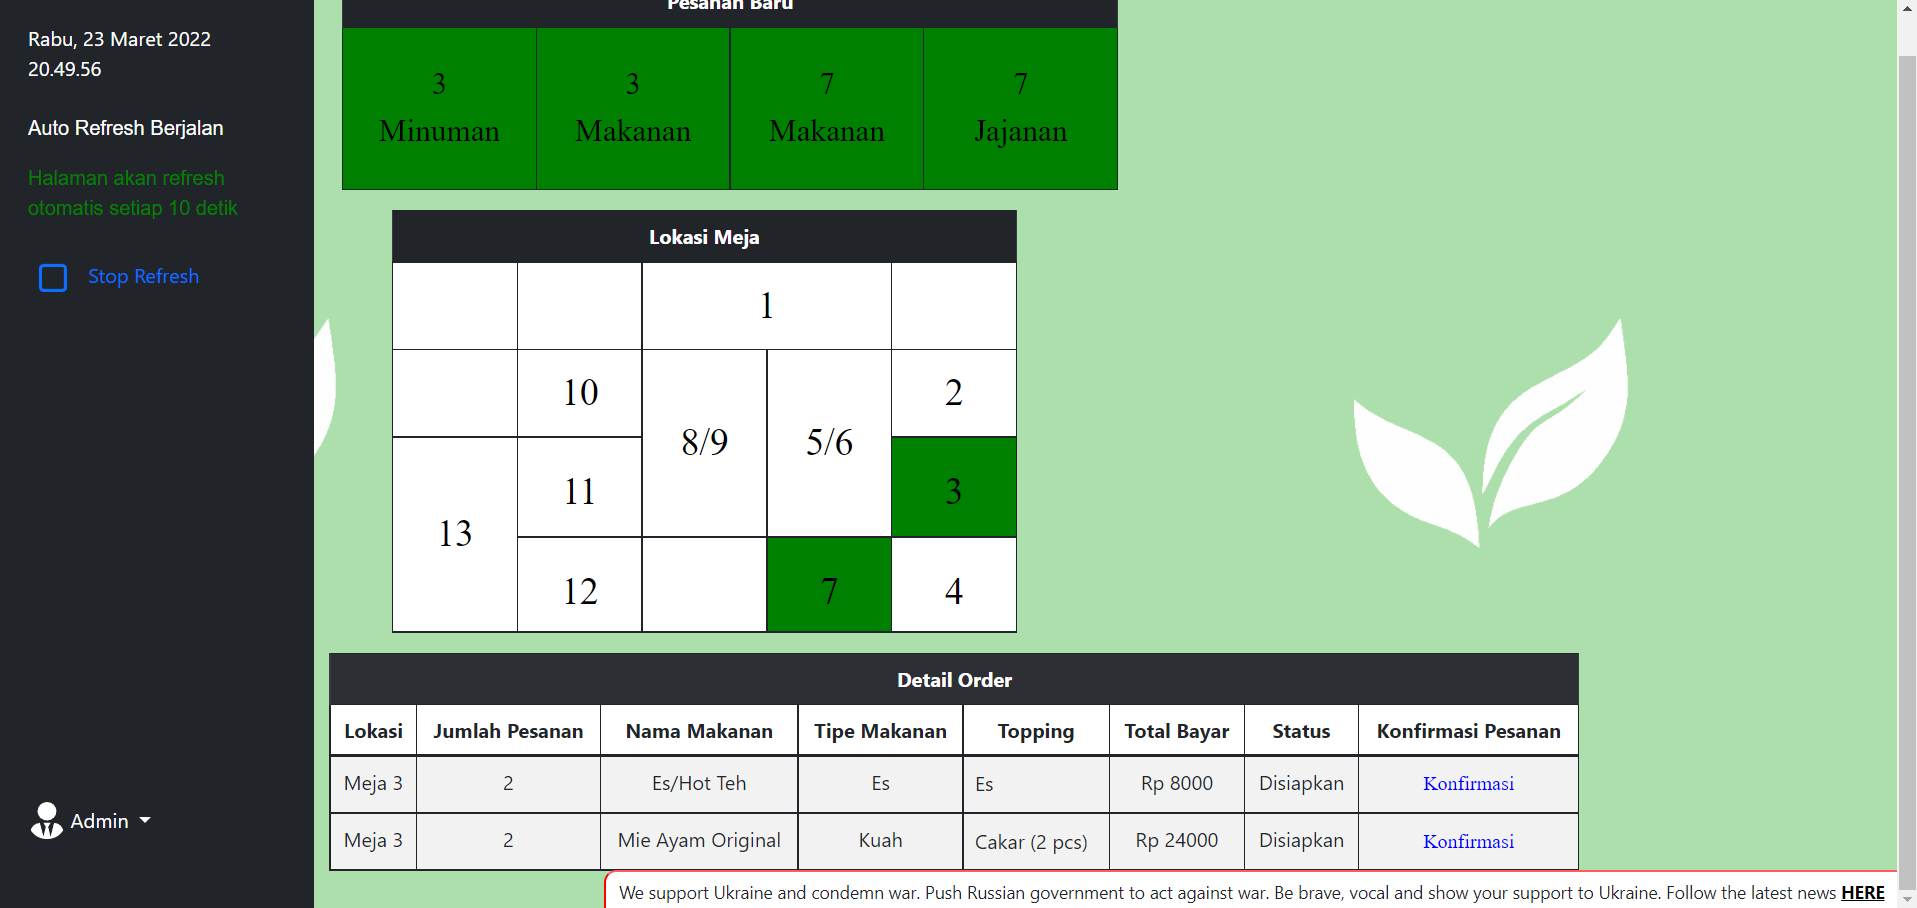 Rabu, 23 Maret 2022
20.49.56
Auto Refresh Berjalan
Halaman akan refresh
otomatis setiap 10 detik
Stop Refresh
Admin
Pesanan Baru
3 3 7 7
Minuman Makanan Makanan Jajanan
Lokasi Meja
1
10 2
8/9 5/6
11 3
13
12 7 4
Detail Order
Lokasi Jumlah Pesanan Nama Makanan Tipe Makanan Topping Total Bayar Status Konfirmasi Pesanan
Meja 3 2 Es/Hot Teh Es Es Rp 8000 Disiapkan Konfirmasi
Meja 3 2 Mie Ayam Original Kuah Cakar (2 pcs) Rp 24000 Disiapkan Konfirmasi
We support Ukraine and condemn war. Push Russian government to act against war. Be brave, vocal and show your support to Ukraine. Follow the latest news HERE